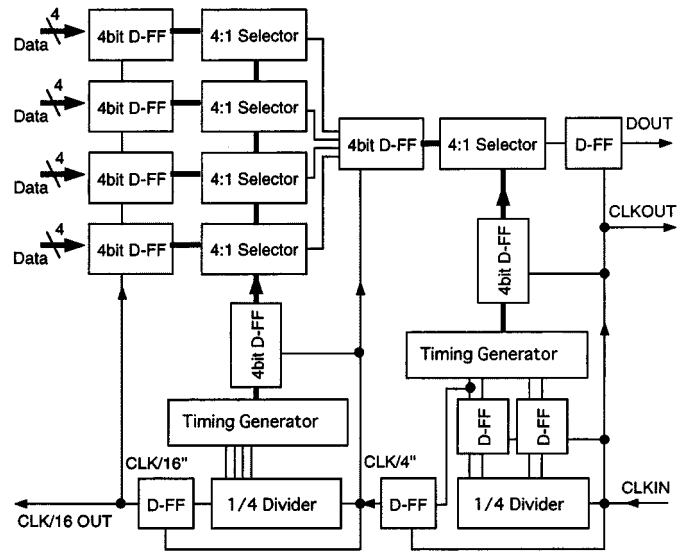 4
Data
4bit D-FF
4:1 Selector
4
Data
4bit D-FF
4:1 Selector
4
Data
4bit D-FF
4:1 Selector
4
Data
4bit D-FF
4:1 Selector
4bit D-FF
4:1 Selector
D-FF
DOUT
CLKOUT
4bit D-FF
4bit D-FF
Timing Generator
Timing Generator
D-FF
D-FF
CLK/16"
CLK/4"
D-FF
1/4 Divider
D-FF
1/4 Divider
CLKIN
CLK/16 OUT